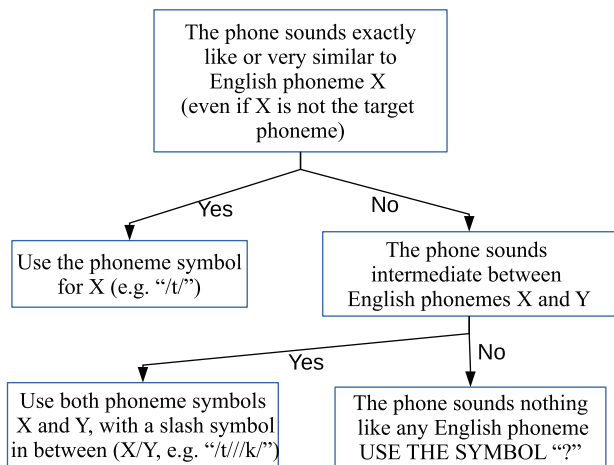 The phone sounds exactly
like or very similar to
English phoneme X
(even if X is not the target
phoneme)
Yes
No
Use the phoneme symbol
for X (e.g. “/t/”)
The phone sounds
intermediate between
English phonemes X and Y
Yes
No
Use both phoneme symbols
X and Y, with a slash symbol
in between (X/Y, e.g. “/t///k/”)
The phone sounds nothing
like any English phoneme
USE THE SYMBOL “?”